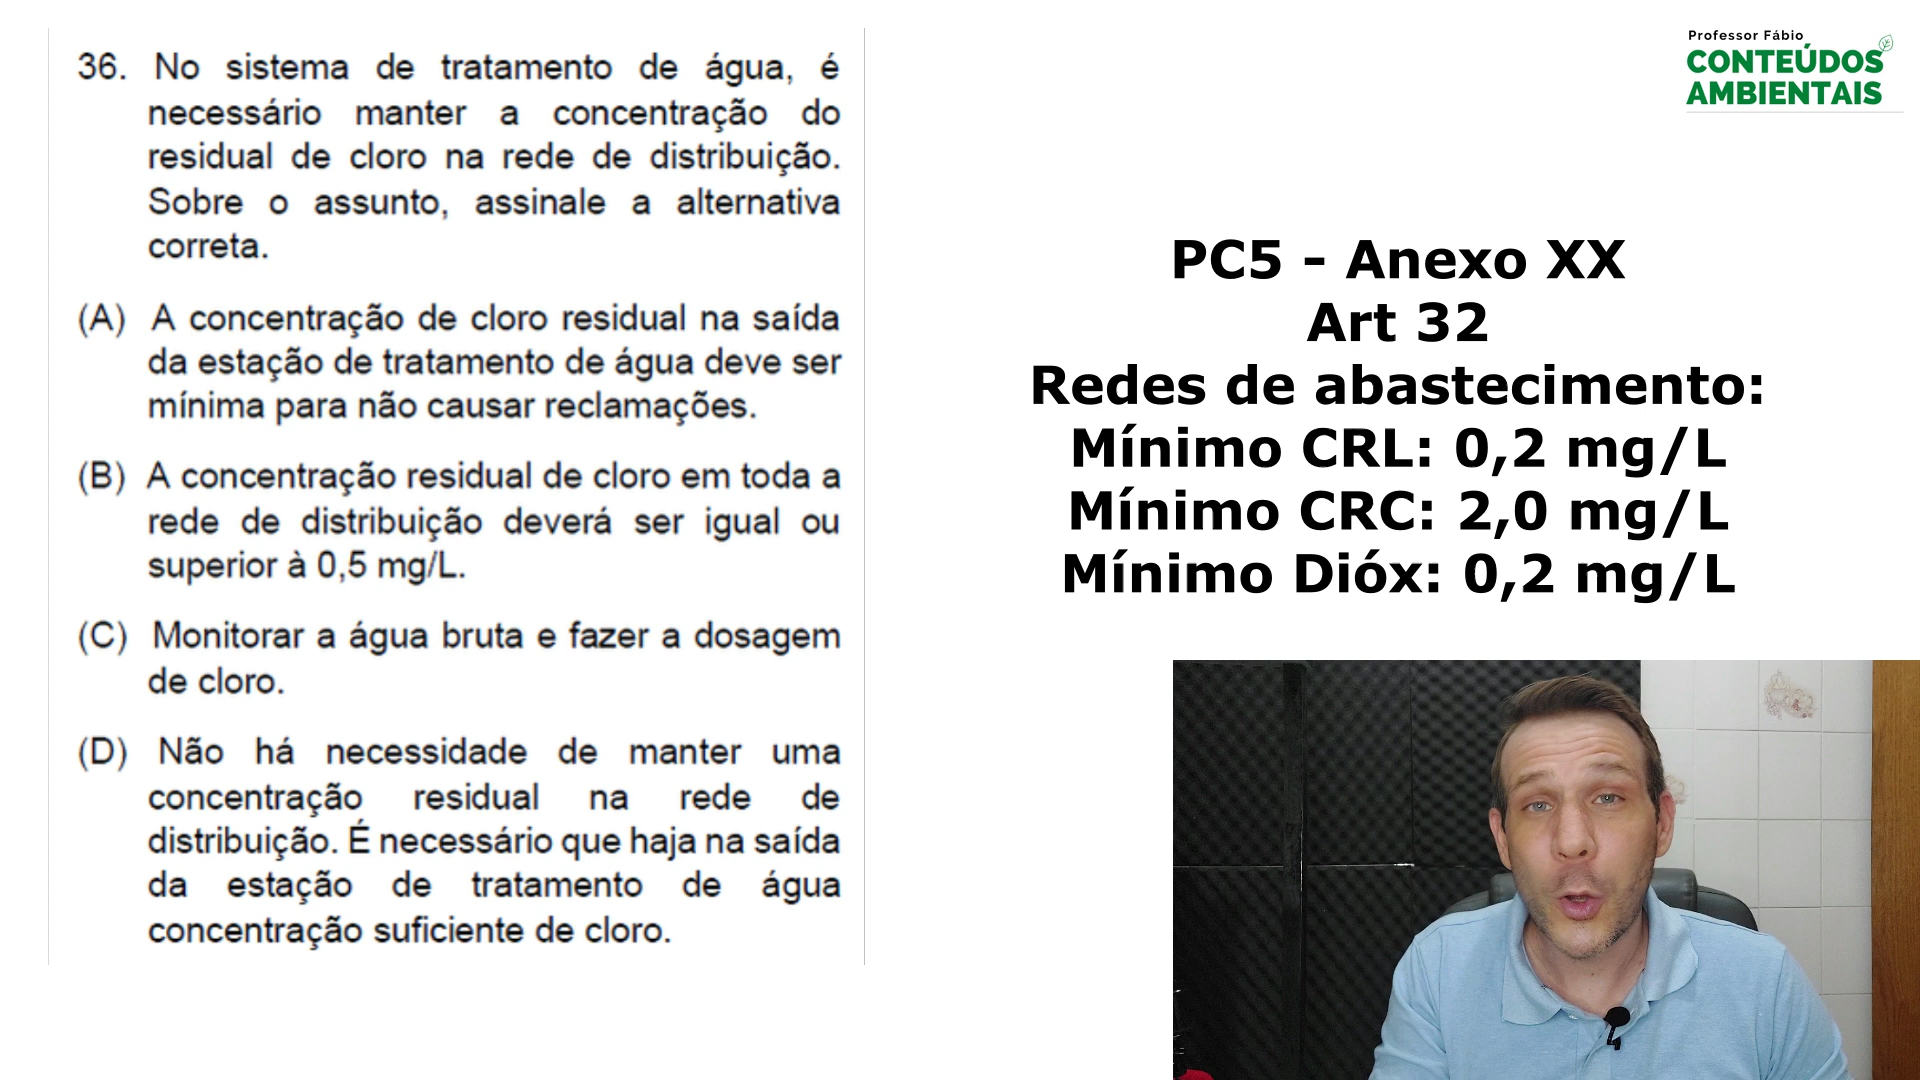 36. No sistema de tratamento de água, é
necessário manter a concentração do
residual de cloro na rede de distribuição.
Sobre o assunto, assinale a alternativa
correta.
(A) A concentração de cloro residual na saída
da estação de tratamento de água deve ser
mínima para não causar reclamações.
(B) A concentração residual de cloro em toda a
rede de distribuição deverá ser igual ou
superior à 0,5 mg/L.
(C) Monitorar a água bruta e fazer a dosagem
de cloro.
(D) Não há necessidade de manter uma
concentração residual na rede de
distribuição. É necessário que haja na saída
da estação de tratamento de água
concentração suficiente de cloro.
Professor Fábio
CONTEÚDOS
AMBIENTAIS
PC5 - Anexo XX
Art 32
Redes de abastecimento:
Mínimo CRL: 0,2 mg/L
Mínimo CRC: 2,0 mg/L
Mínimo Dióx: 0,2 mg/L